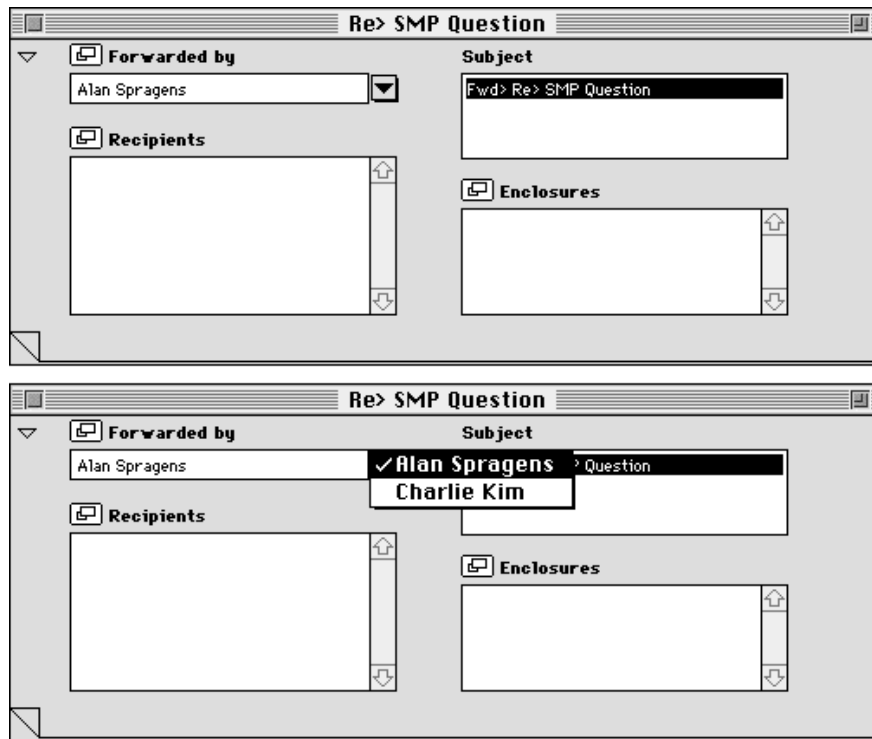 Re> SMP Question
Forwarded by
Subject
Alan Spragens
Fwd> Re> SMP Question
Recipients
Enclosures
Re> SMP Question
Forwarded by
Subject
Alan Spragens
✓Alan Spragens
> Question
Charlie Kim
Recipients
Enclosures